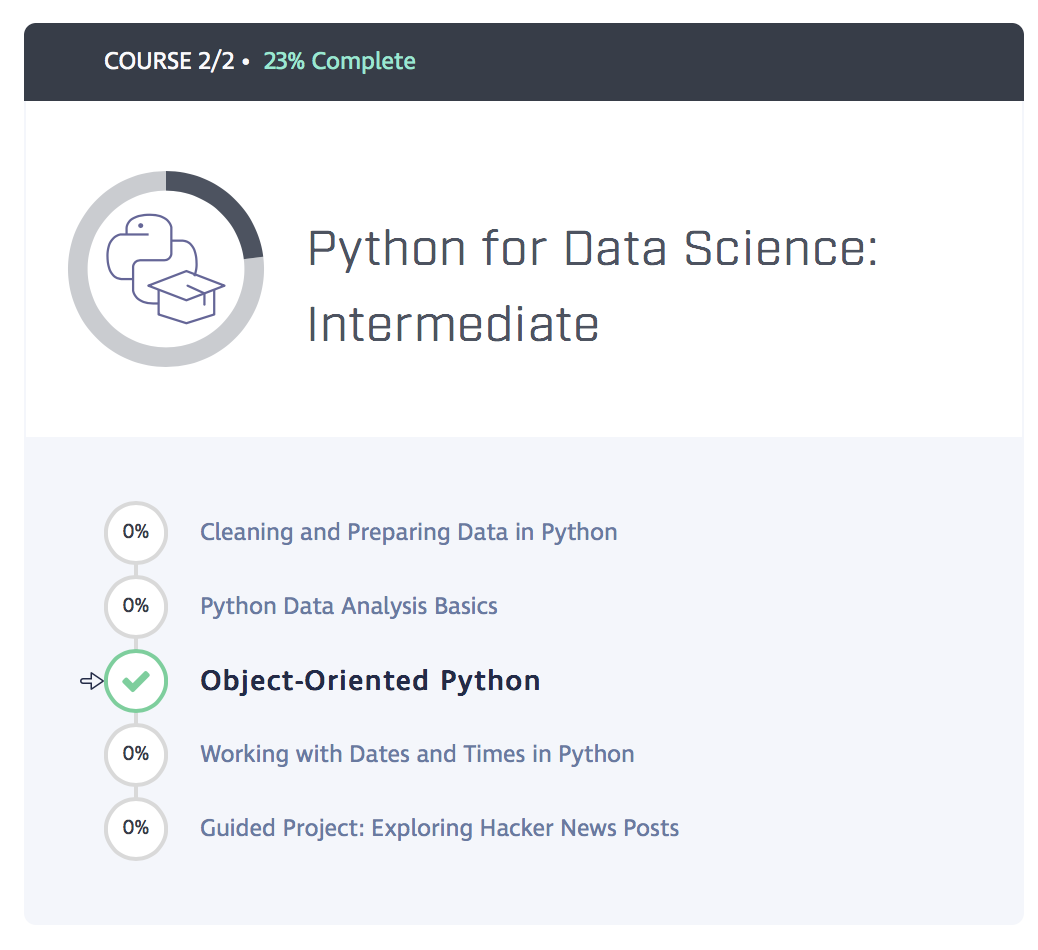 COURSE 2/2 • 23% Complete
Python for Data Science:
Intermediate
0% Cleaning and Preparing Data in Python
0% Python Data Analysis Basics
Object-Oriented Python
0% Working with Dates and Times in Python
0% Guided Project: Exploring Hacker News Posts